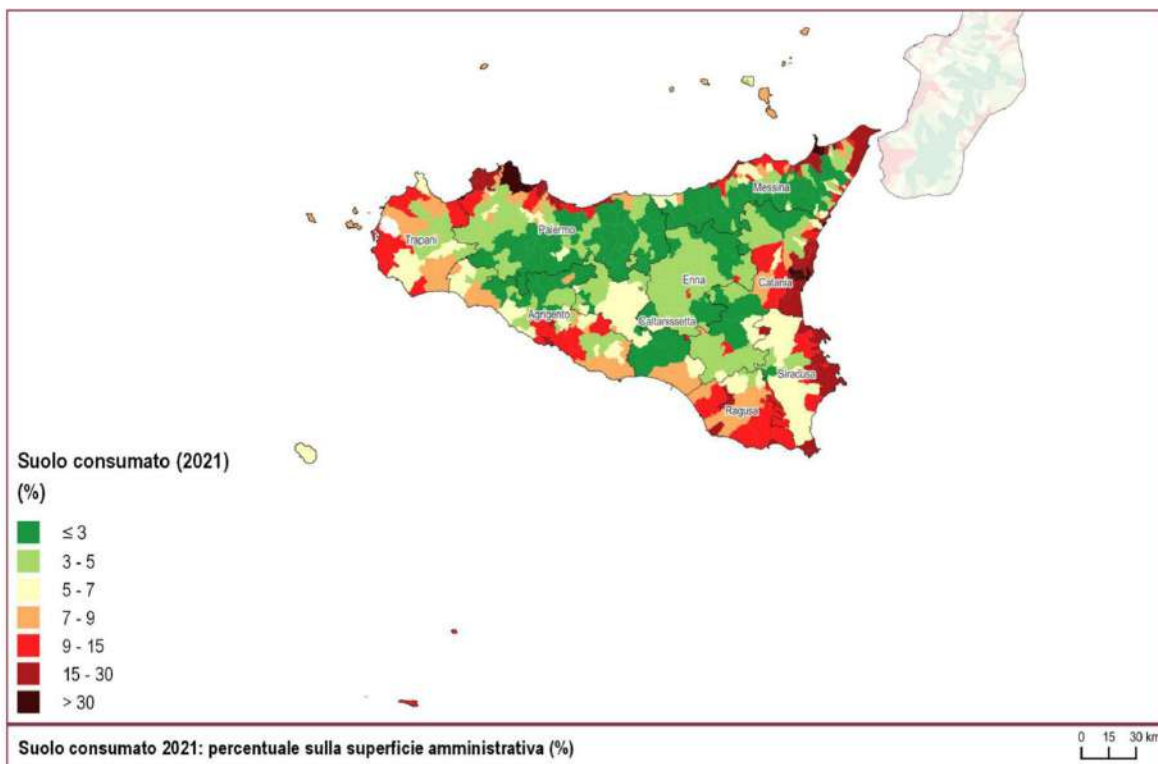 Messina
Palermo
Trapani
Enna
Catania
Agrigento
Caltanissetta
Siracusa
Ragusa
Suolo consumato (2021)
(%)
≤ 3
3 - 5
5 - 7
7 - 9
9 - 15
15 - 30
> 30
Suolo consumato 2021: percentuale sulla superficie amministrativa (%)
0 15 30 km